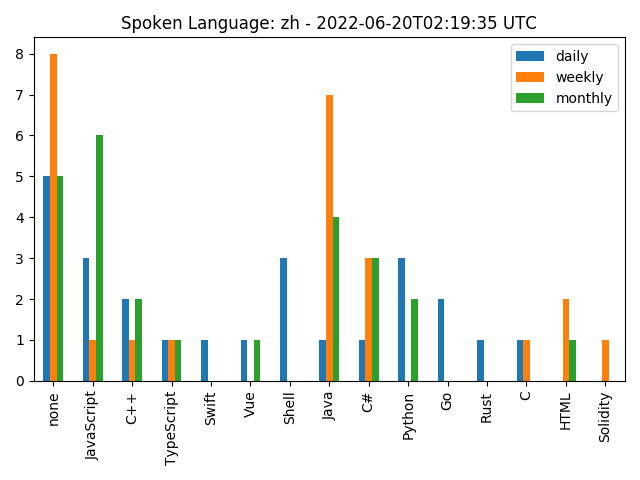 Spoken Language: zh - 2022-06-20T02:19:35 UTC
daily
weekly
monthly
8
7
6
5
4
3
2
1
0
none
JavaScript
C++
TypeScript
Swift
Vue
Shell
Java
C#
Python
Go
Rust
C
HTML
Solidity